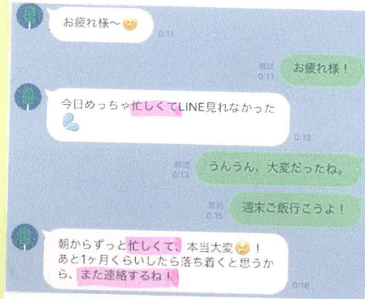 お疲れ様〜😊
0:11
既読
0:11
お疲れ様！
今日めっちゃ忙しくてLINE見れなかった
💦
0:13
既読
0:13
うんうん、大変だったね。
既読
0:15
週末ご飯行こうよ！
朝からずっと忙しくて、本当大変😢！
あと1ヶ月くらいしたら落ち着くと思うか
ら、また連絡するね！
0:16